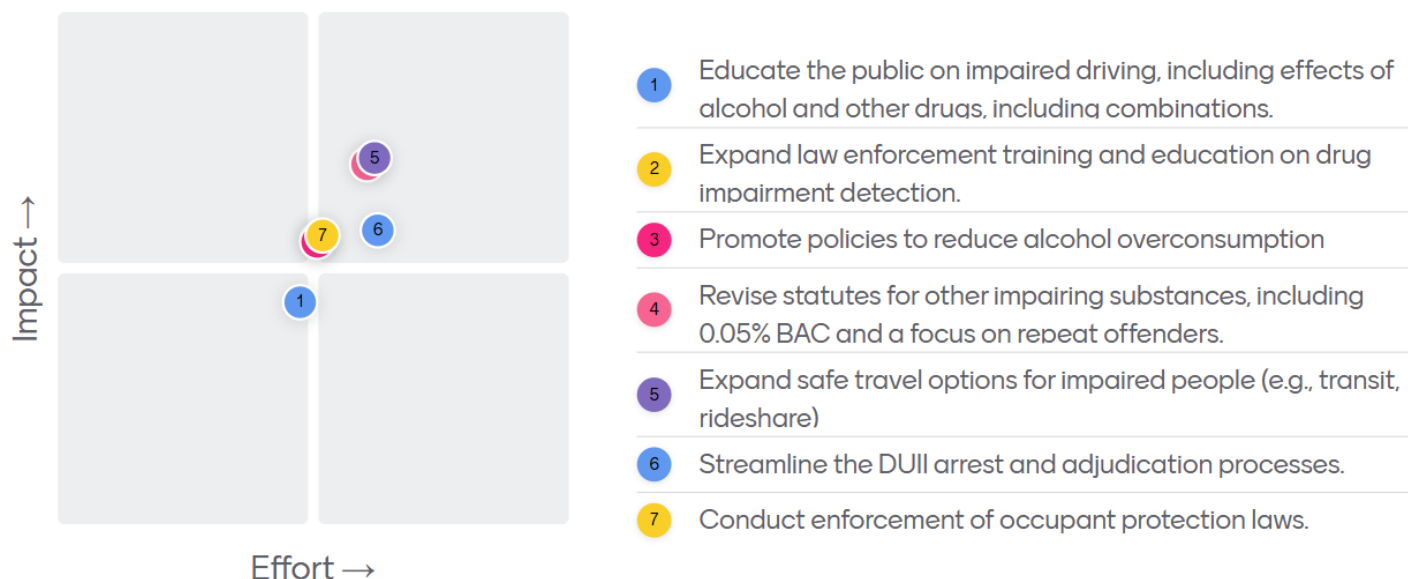 Impact →
Effort →
5
7
6
1
1
Educate the public on impaired driving, including effects of
alcohol and other drugs, including combinations.
2
Expand law enforcement training and education on drug
impairment detection.
3
Promote policies to reduce alcohol overconsumption
4
Revise statutes for other impairing substances, including
0.05% BAC and a focus on repeat offenders.
5
Expand safe travel options for impaired people (e.g., transit,
rideshare)
6
Streamline the DUII arrest and adjudication processes.
7
Conduct enforcement of occupant protection laws.